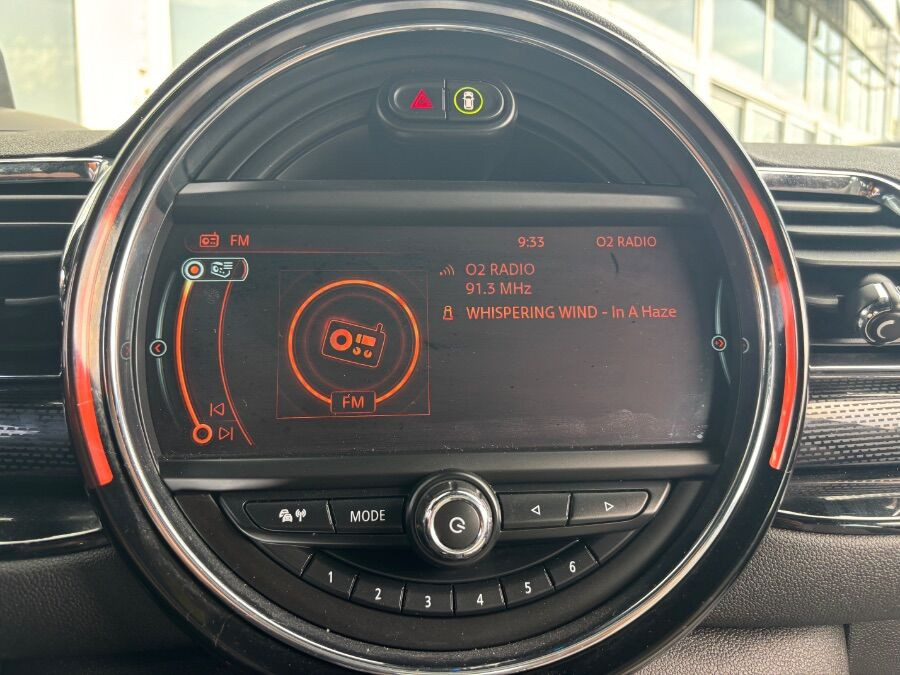 FM 9:33 O2 RADIO
O2 RADIO
91.3 MHz
WHISPERING WIND - In A Haze
FM
MODE
1 2 3 4 5 6